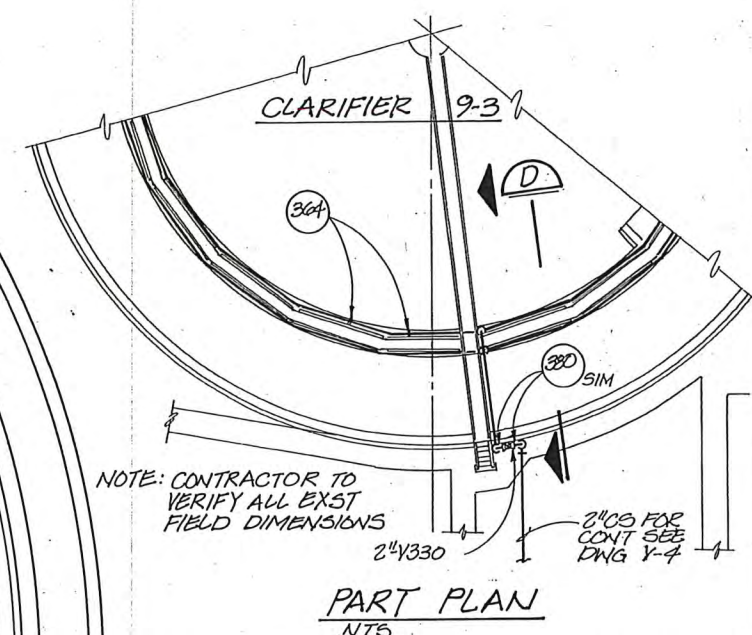 CLARIFIER 9-3
D
364
380
SIM
NOTE: CONTRACTOR TO
VERIFY ALL EXST
FIELD DIMENSIONS
2"V330
2"CS FOR
CONT SEE
DWG Y-4
PART PLAN
NTS